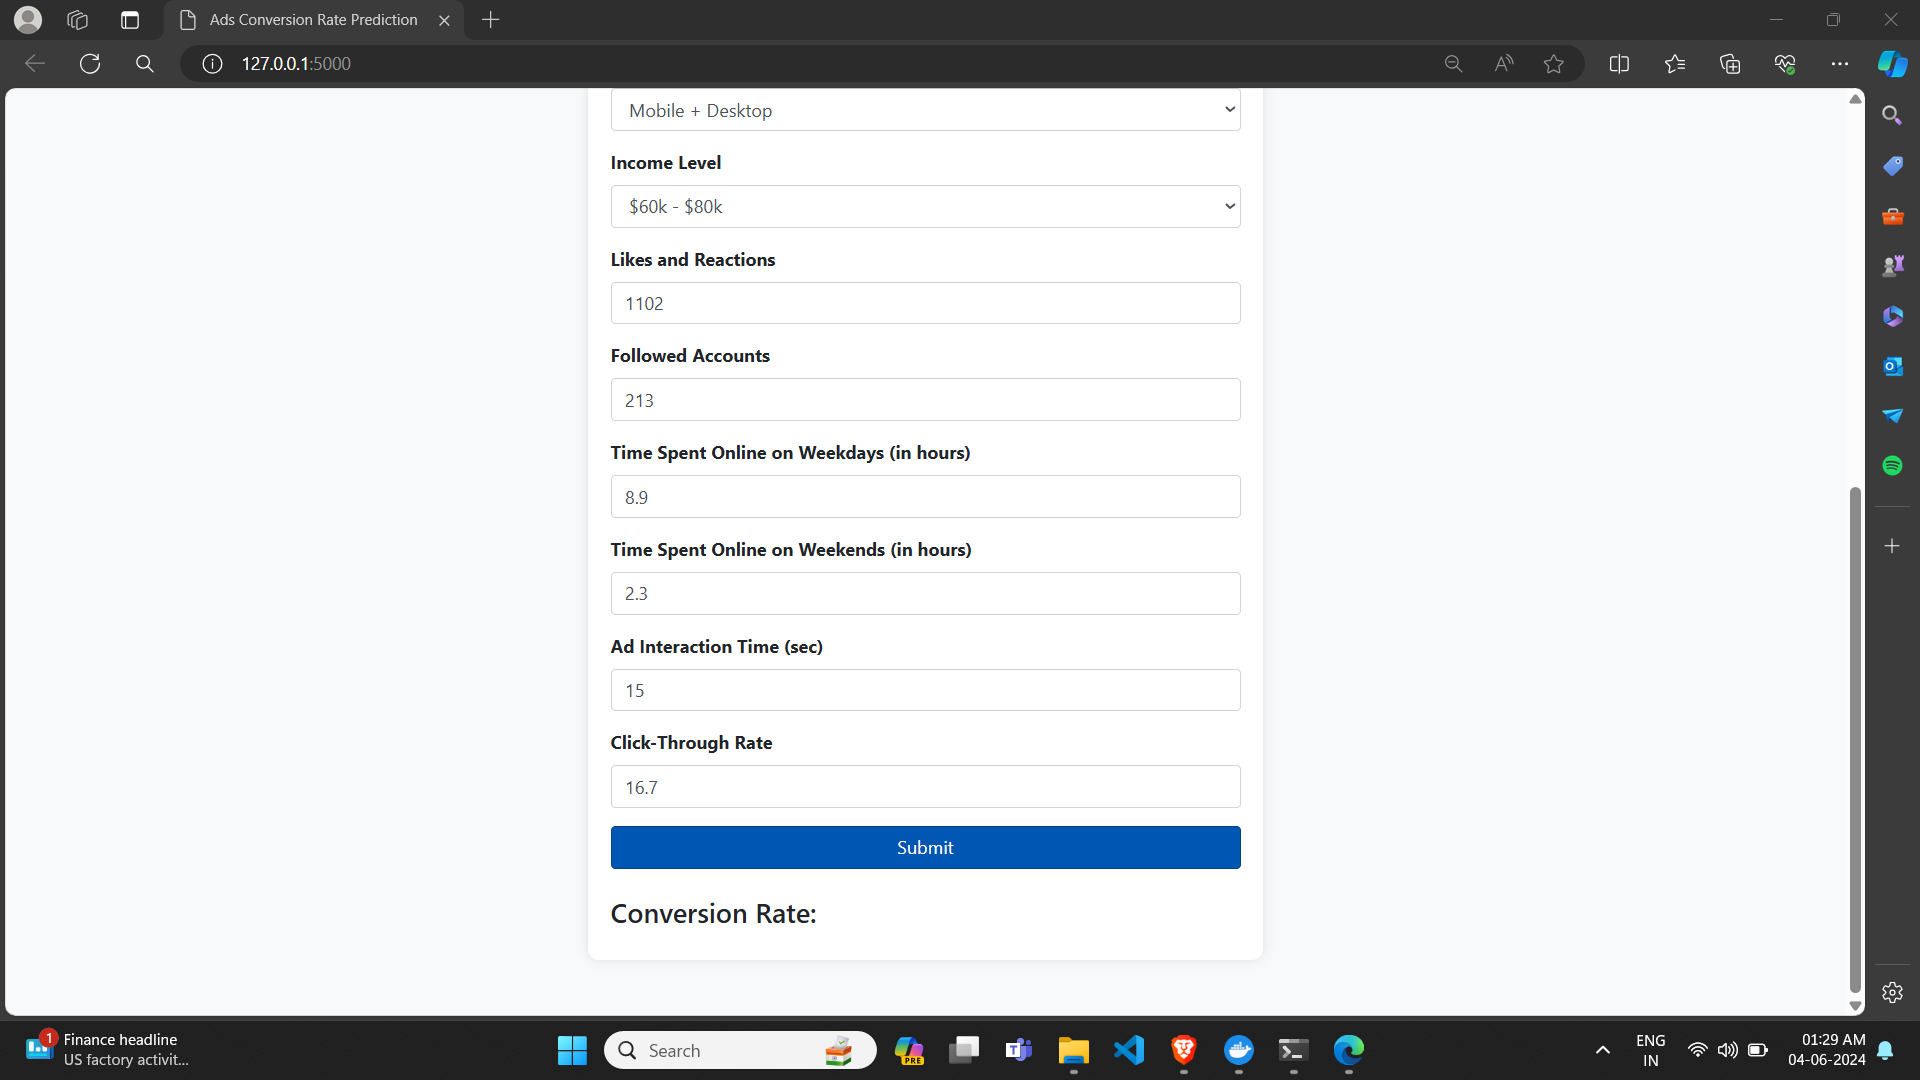 Ads Conversion Rate Prediction
127.0.0.1:5000
Mobile + Desktop
Income Level
$60k - $80k
Likes and Reactions
1102
Followed Accounts
213
Time Spent Online on Weekdays (in hours)
8.9
Time Spent Online on Weekends (in hours)
2.3
Ad Interaction Time (sec)
15
Click-Through Rate
16.7
Submit
Conversion Rate:
1
Finance headline
US factory activit...
Search
PRE
ENG
IN
01:29 AM
04-06-2024